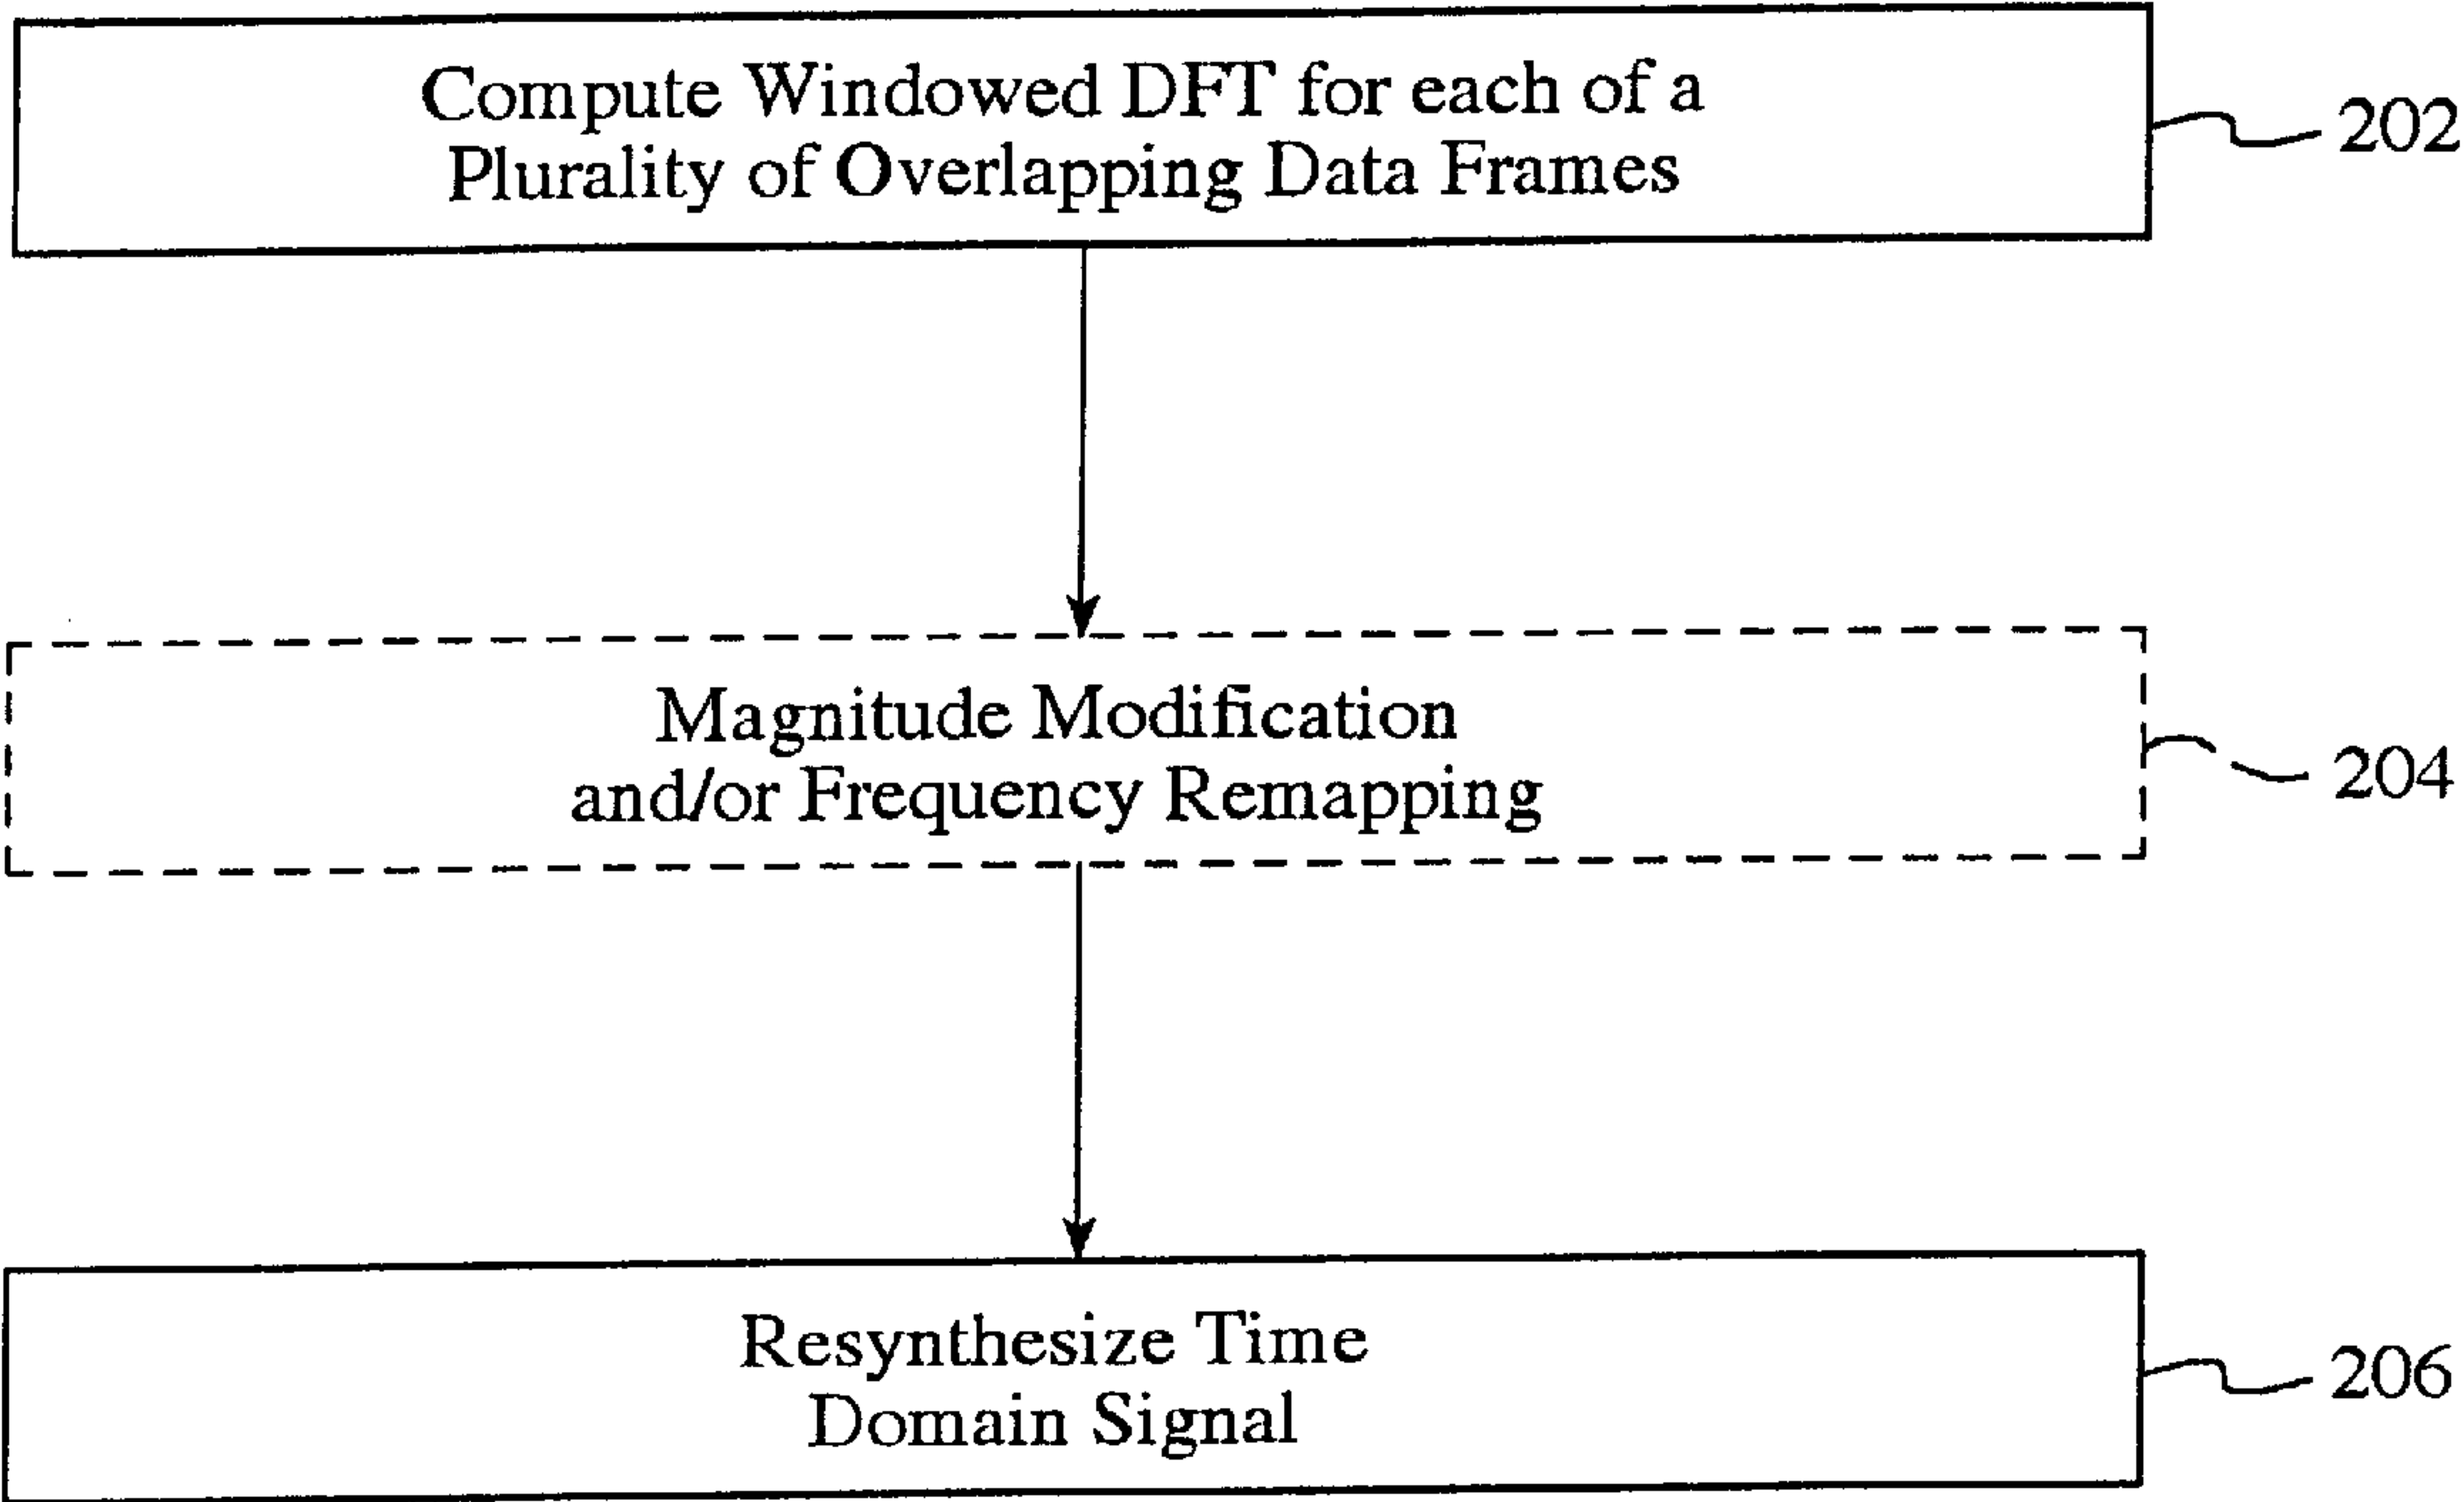 Compute Windowed DFT for each of a
Plurality of Overlapping Data Frames
202
Magnitude Modification
and/or Frequency Remapping
204
Resynthesize Time
Domain Signal
206